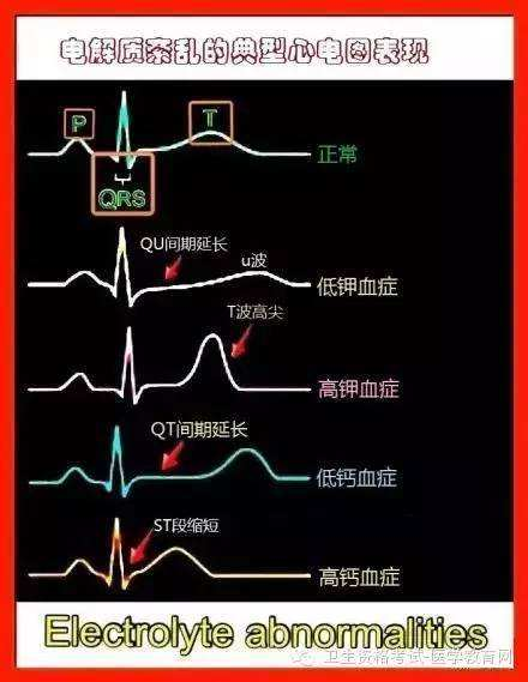 电解质紊乱的典型心电图表现
P
T
QRS
正常
QU间期延长
u波
低钾血症
T波高尖
高钾血症
QT间期延长
低钙血症
ST段缩短
高钙血症
Electrolyte abnormalities
卫生资格考试-医学教育网